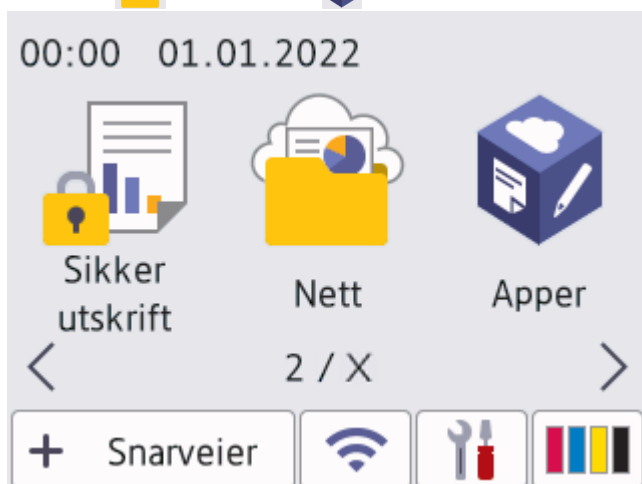 00:00 01.01.2022
Sikker
utskrift
Nett
Apper
2 / X
+ Snarveier